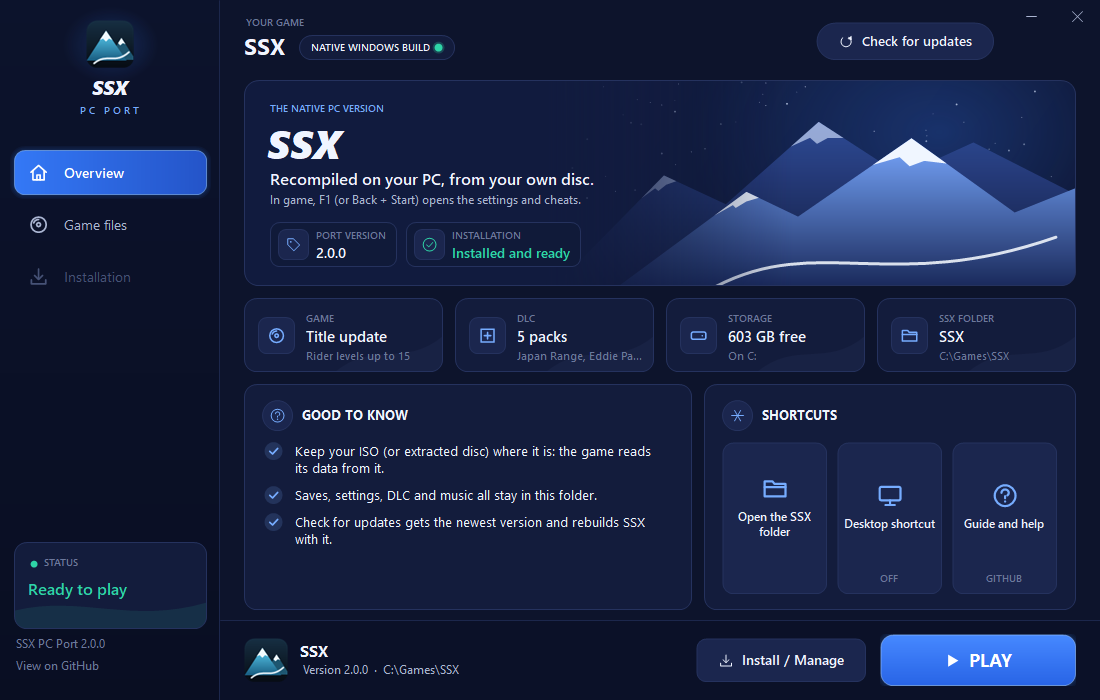 SSX
PC PORT
Overview
Game files
Installation
STATUS
Ready to play
SSX PC Port 2.0.0
View on GitHub
YOUR GAME
SSX
NATIVE WINDOWS BUILD
Check for updates
THE NATIVE PC VERSION
SSX
Recompiled on your PC, from your own disc.
In game, F1 (or Back + Start) opens the settings and cheats.
PORT VERSION
2.0.0
INSTALLATION
Installed and ready
GAME
Title update
Rider levels up to 15
DLC
5 packs
Japan Range, Eddie Pa...
STORAGE
603 GB free
On C:
SSX FOLDER
SSX
C:\Games\SSX
GOOD TO KNOW
Keep your ISO (or extracted disc) where it is: the game reads
its data from it.
Saves, settings, DLC and music all stay in this folder.
Check for updates gets the newest version and rebuilds SSX
with it.
SHORTCUTS
Open the SSX
folder
Desktop shortcut
OFF
Guide and help
GITHUB
SSX
Version 2.0.0 · C:\Games\SSX
Install / Manage
PLAY